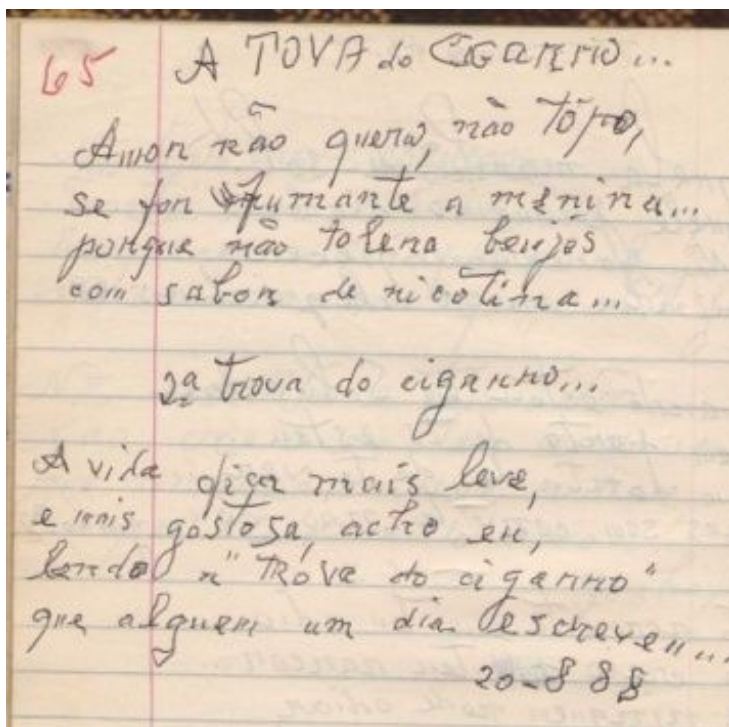 65
A TOVA do CIGARRO...
Amor não quero, não tôpo,
se for fumante a menina...
porque não tolero beijos
com sabor de nicotina...
2ª trova do cigarro...
A vida fica mais leve,
e mais gostosa, acho eu,
lendo a "trova do cigarro"
que alguem um dia escreveu...
20-8 88